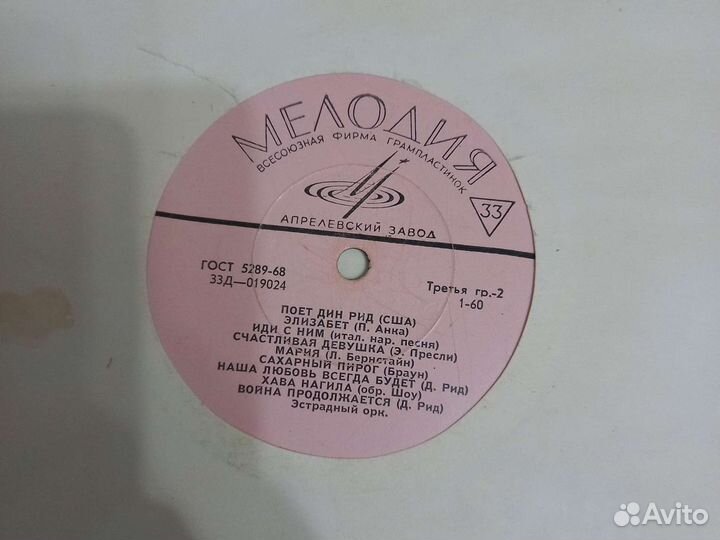 МЕЛОДИЯ
ВСЕСОЮЗНАЯ ФИРМА ГРАМПЛАСТИНОК
33
АПРЕЛЕВСКИЙ ЗАВОД
ГОСТ 5289-68
33Д—019024
Третья гр.-2
1-60
ПОЕТ ДИН РИД (США)
ЭЛИЗАБЕТ (П. Анка)
ИДИ С НИМ (итал. нар. песня)
СЧАСТЛИВАЯ ДЕВУШКА (Э. Пресли)
МАРИЯ (Л. Бернстайн)
САХАРНЫЙ ПИРОГ (Браун)
НАША ЛЮБОВЬ ВСЕГДА БУДЕТ (Д. Рид)
ХАВА НАГИЛА (обр. Шоу)
ВОЙНА ПРОДОЛЖАЕТСЯ (Д. Рид)
Эстрадный орк.
Avito